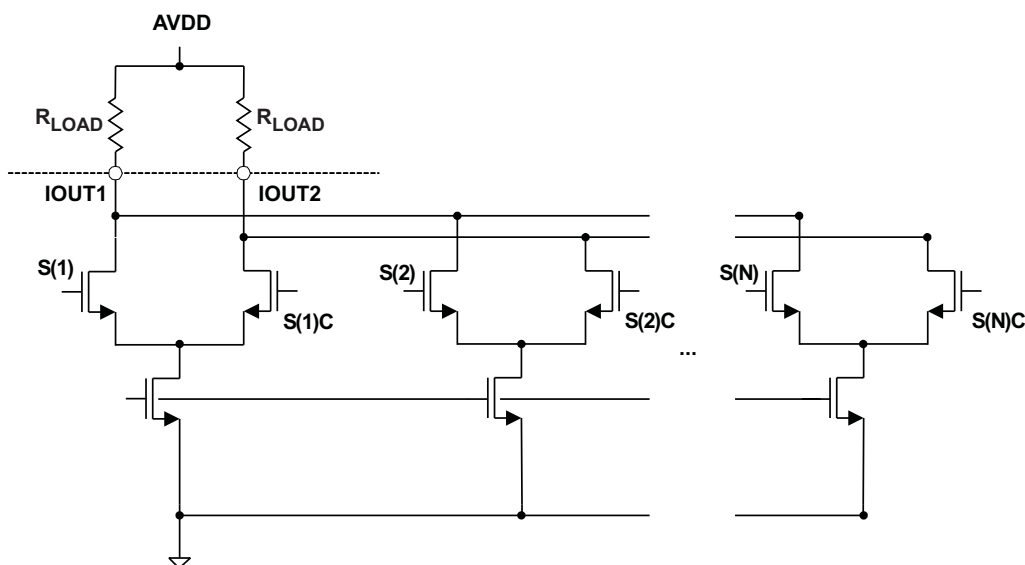 AVDD
RLOAD
RLOAD
IOUT1
IOUT2
S(1)
S(1)C
S(2)
S(2)C
S(N)
S(N)C
...